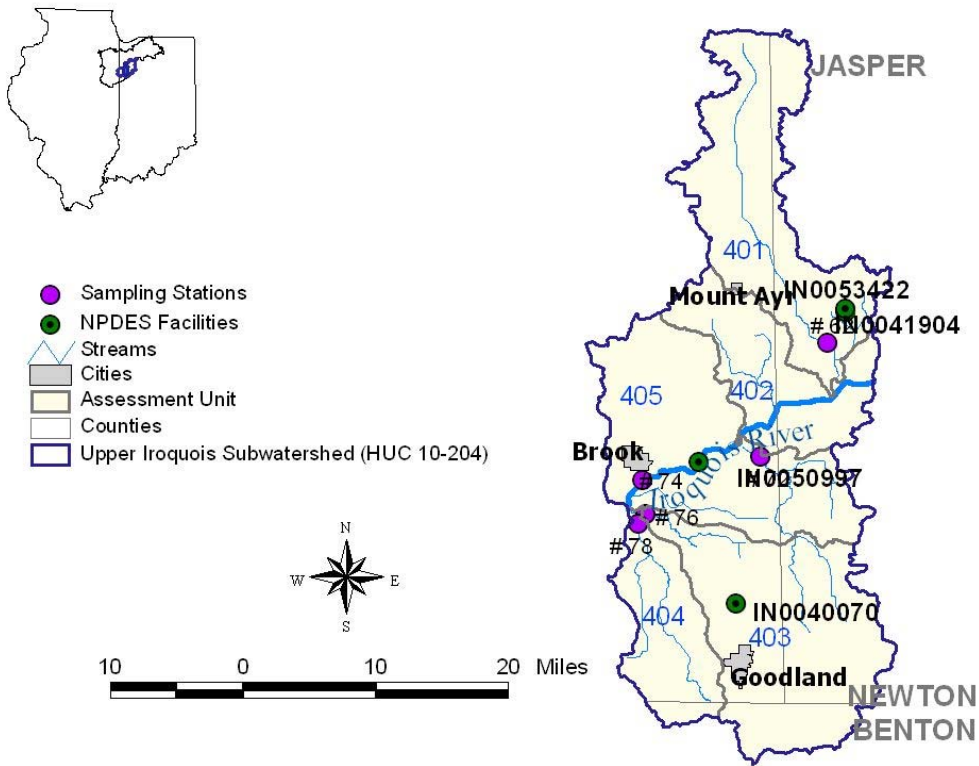 JASPER
401
Mount Ayr
IN0053422
IN0041904
Sampling Stations
NPDES Facilities
Streams
Cities
Assessment Unit
Counties
Upper Iroquois Subwatershed (HUC 10-204)
405
402
Brook
Iroquois River
IN0050997
#74
#76
#78
N
W
E
S
404
IN0040070
403
Goodland
10
0
10
20
Miles
NEWTON
BENTON